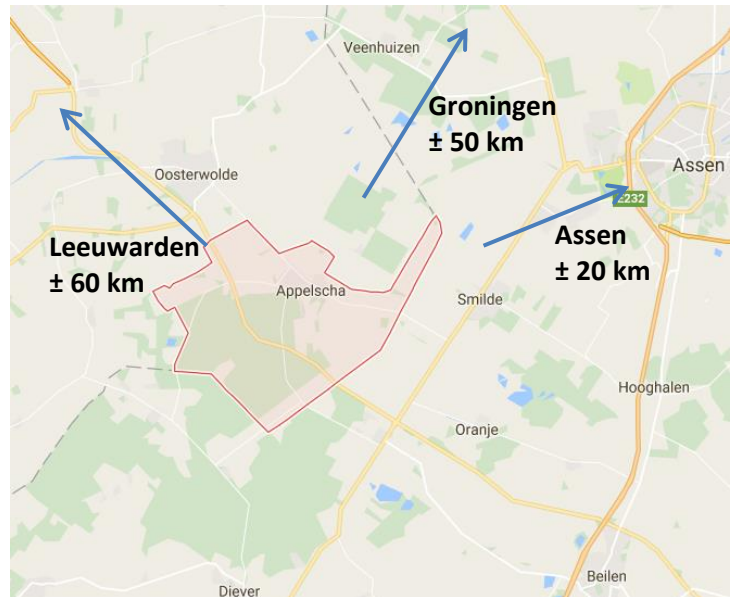 Veenhuizen
Groningen
± 50 km
Assen
Oosterwolde
E232
Leeuwarden
± 60 km
Assen
± 20 km
Appelscha
Smilde
Hooghalen
Oranje
Beilen
Diever